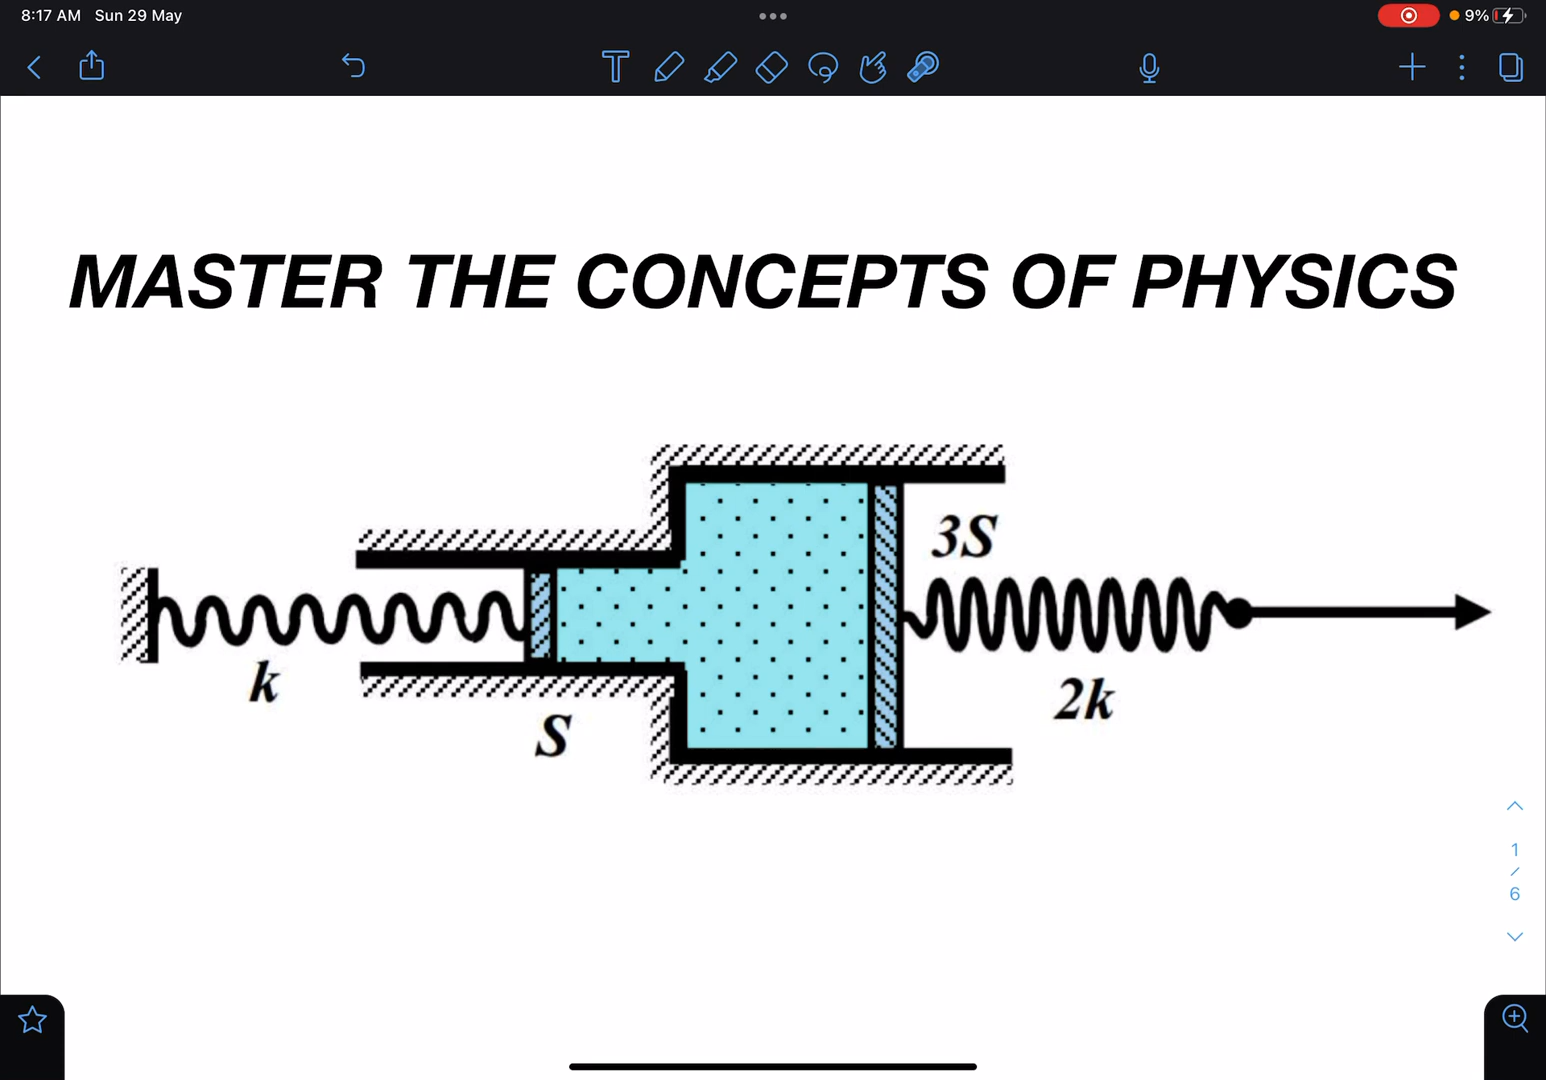 8:17 AM Sun 29 May
9%
T
MASTER THE CONCEPTS OF PHYSICS
3S
k
2k
S
1
/
6